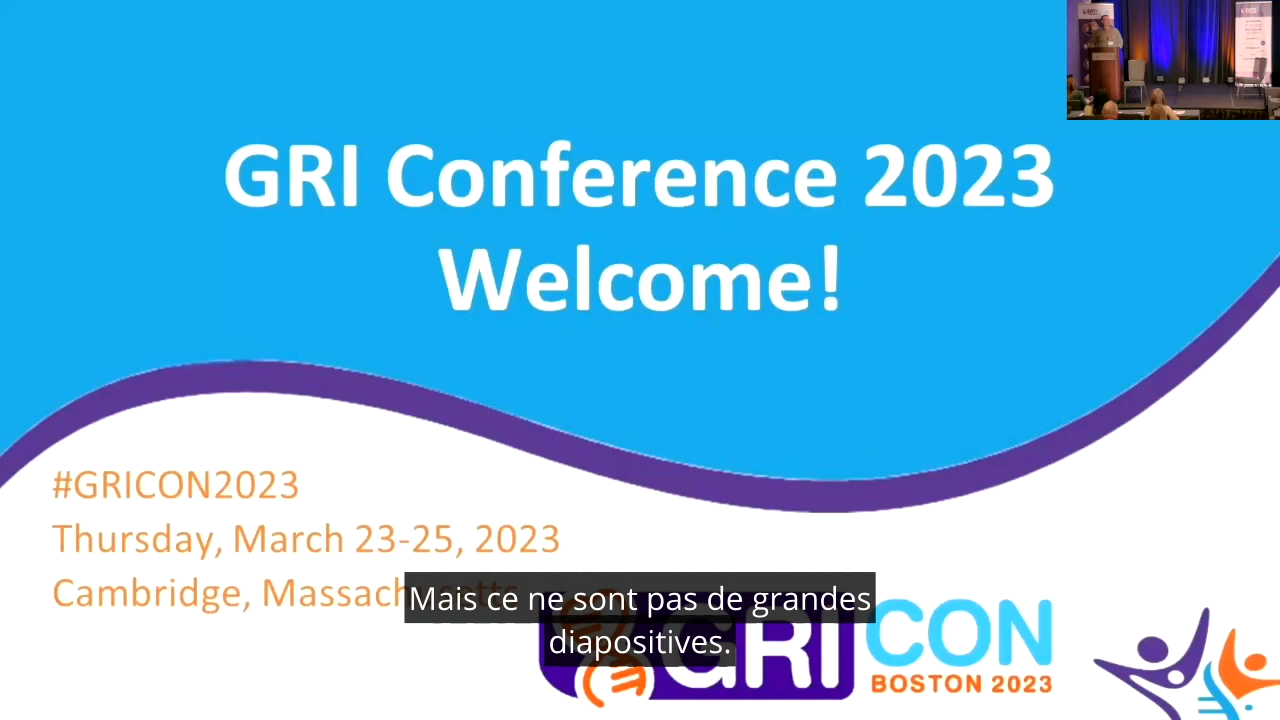 GRI Conference 2023
Welcome!
#GRICON2023
Thursday, March 23-25, 2023
Cambridge, Massachusetts
Mais ce ne sont pas de grandes
diapositives.
GRI CON
BOSTON 2023